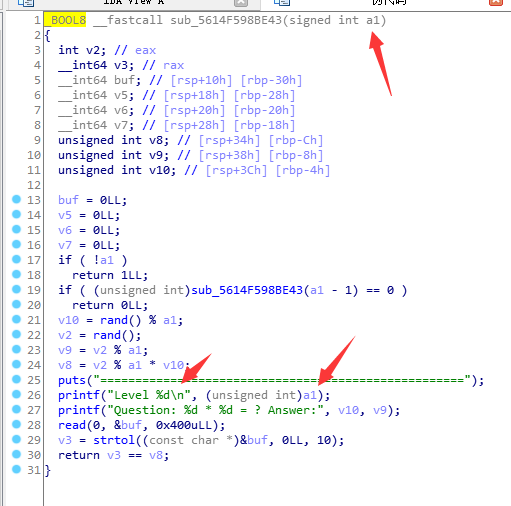 1 _BOOL8 __fastcall sub_5614F598BE43(signed int a1)
2 {
3 int v2; // eax
4 __int64 v3; // rax
5 __int64 buf; // [rsp+10h] [rbp-30h]
6 __int64 v5; // [rsp+18h] [rbp-28h]
7 __int64 v6; // [rsp+20h] [rbp-20h]
8 __int64 v7; // [rsp+28h] [rbp-18h]
9 unsigned int v8; // [rsp+34h] [rbp-Ch]
10 unsigned int v9; // [rsp+38h] [rbp-8h]
11 unsigned int v10; // [rsp+3Ch] [rbp-4h]
12
13 buf = 0LL;
14 v5 = 0LL;
15 v6 = 0LL;
16 v7 = 0LL;
17 if ( !a1 )
18 return 1LL;
19 if ( (unsigned int)sub_5614F598BE43(a1 - 1) == 0 )
20 return 0LL;
21 v10 = rand() % a1;
22 v2 = rand();
23 v9 = v2 % a1;
24 v8 = v2 % a1 * v10;
25 puts("====================================================");
26 printf("Level %d\n", (unsigned int)a1);
27 printf("Question: %d * %d = ? Answer:", v10, v9);
28 read(0, &buf, 0x400uLL);
29 v3 = strtol((const char *)&buf, 0LL, 10);
30 return v3 == v8;
31 }